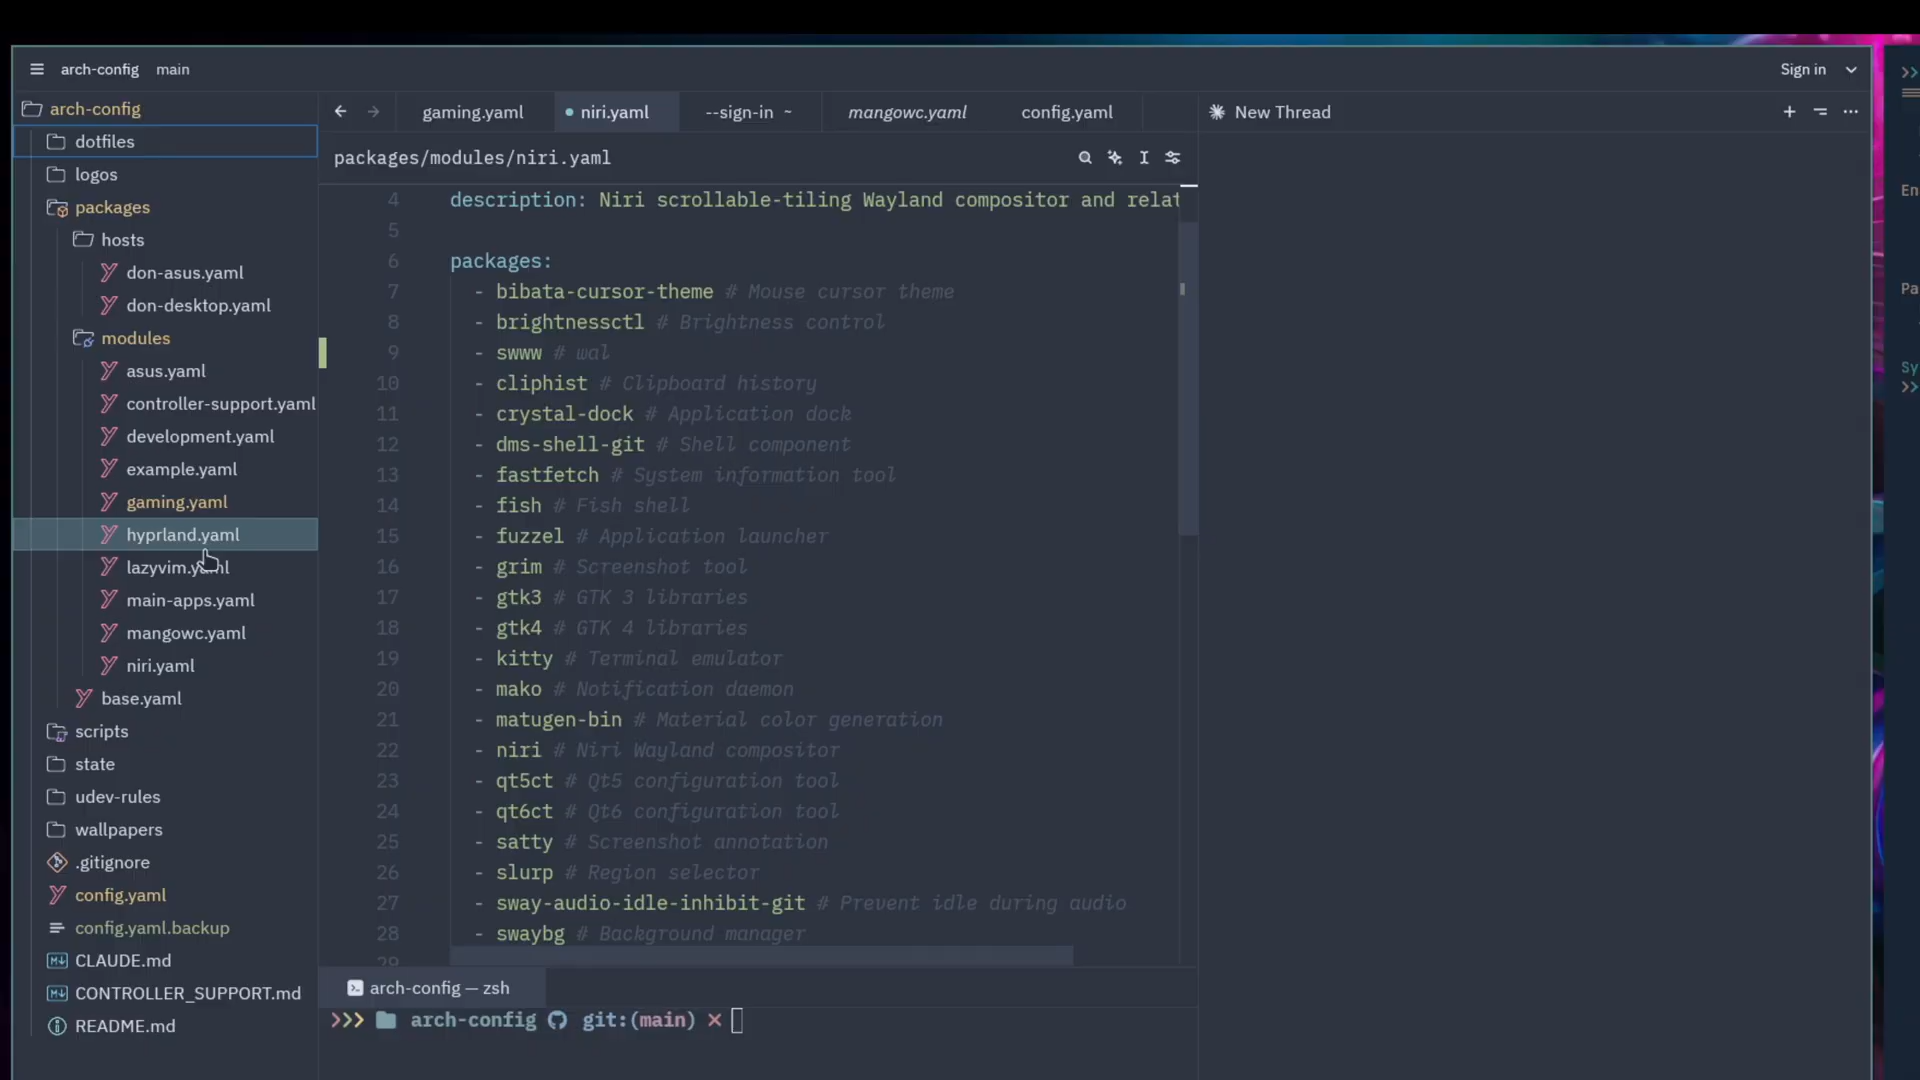 arch-config main
Sign in
arch-config
dotfiles
logos
packages
hosts
don-asus.yaml
don-desktop.yaml
modules
asus.yaml
controller-support.yaml
development.yaml
example.yaml
gaming.yaml
hyprland.yaml
main-apps.yaml
mangowc.yaml
niri.yaml
base.yaml
scripts
state
udev-rules
wallpapers
.gitignore
config.yaml
config.yaml.backup
CLAUDE.md
CONTROLLER_SUPPORT.md
README.md
gaming.yaml niri.yaml --sign-in ~ mangowc.yaml config.yaml
packages/modules/niri.yaml
4 description: Niri scrollable-tiling Wayland compositor and relat
5
6 packages:
7 - bibata-cursor-theme # Mouse cursor theme
8 - brightnessctl # Brightness control
9 - swww # wal
10 - cliphist # Clipboard history
11 - crystal-dock # Application dock
12 - dms-shell-git # Shell component
13 - fastfetch # System information tool
14 - fish # Fish shell
15 - fuzzel # Application launcher
16 - grim # Screenshot tool
17 - gtk3 # GTK 3 libraries
18 - gtk4 # GTK 4 libraries
19 - kitty # Terminal emulator
20 - mako # Notification daemon
21 - matugen-bin # Material color generation
22 - niri # Niri Wayland compositor
23 - qt5ct # Qt5 configuration tool
24 - qt6ct # Qt6 configuration tool
25 - satty # Screenshot annotation
26 - slurp # Region selector
27 - sway-audio-idle-inhibit-git # Prevent idle during audio
28 - swaybg # Background manager
29
arch-config — zsh
>>> arch-config git:(main) ×
New Thread
>>
En
Pa
Sy
>>